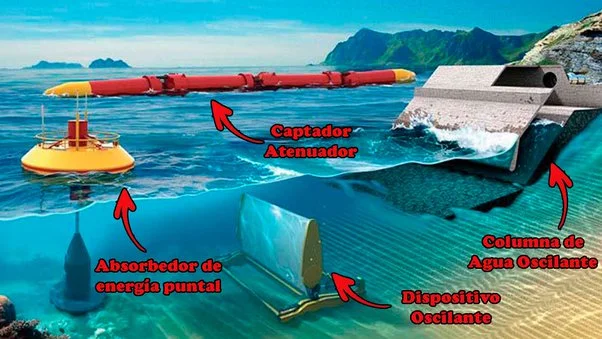 Captador
Atenuador
Columna de
Agua Oscilante
Absorbedor de
energía puntal
Dispositivo
Oscilante